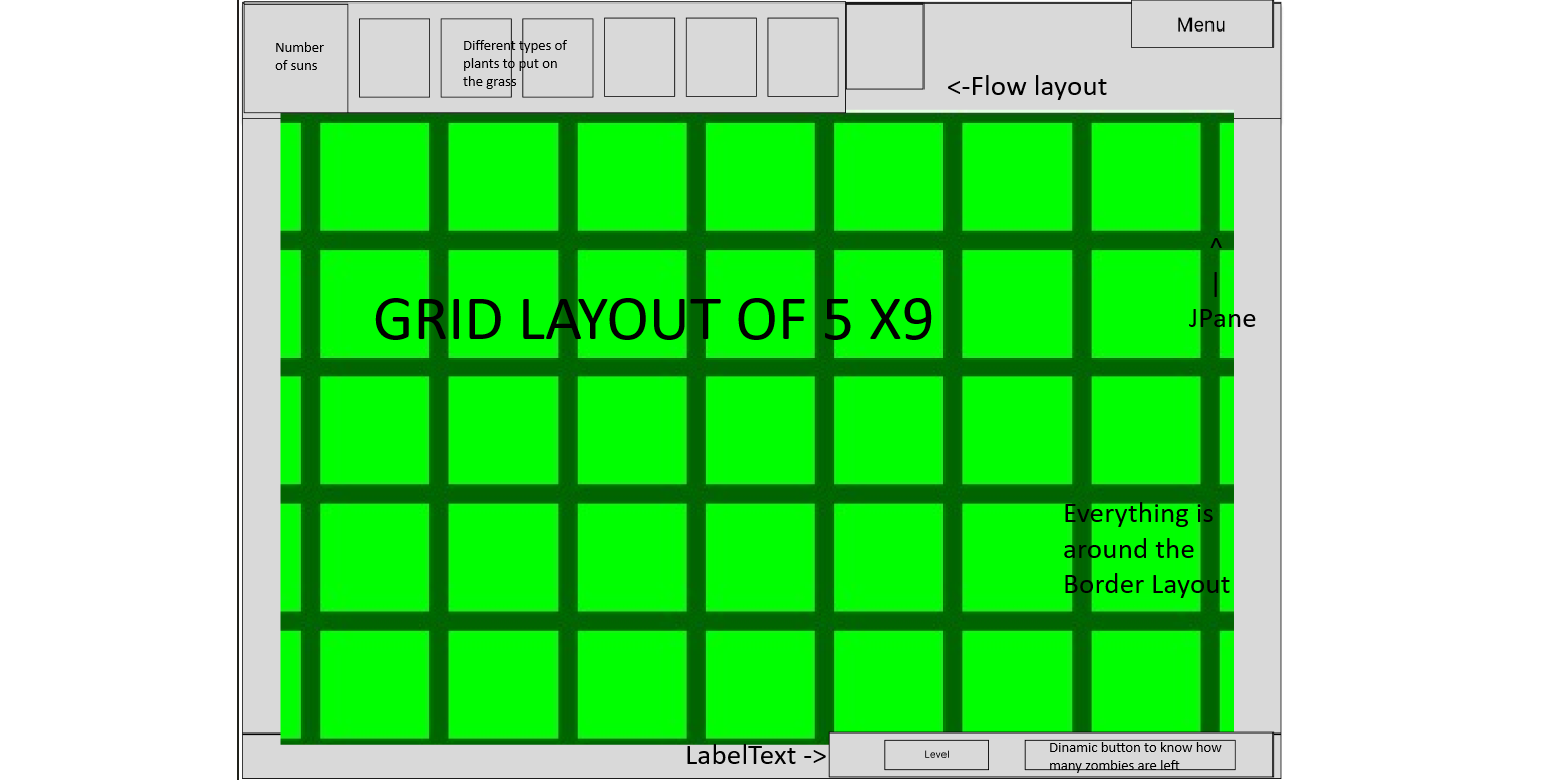 Number
of suns
Different types of
plants to put on
the grass
Menu
<-Flow layout
^
|
JPane
GRID LAYOUT OF 5 X9
Everything is
around the
Border Layout
LabelText ->
Level
Dinamic button to know how
many zombies are left